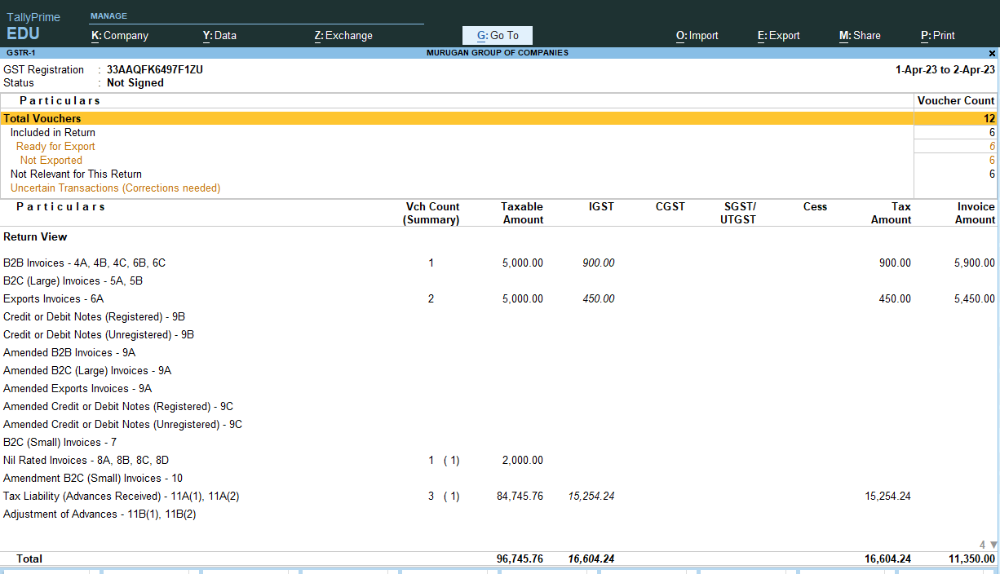 TallyPrime MANAGE
EDU K: Company Y: Data Z: Exchange G: Go To O: Import E: Export M: Share P: Print
GSTR-1 MURUGAN GROUP OF COMPANIES ×
GST Registration : 33AAQFK6497F1ZU 1-Apr-23 to 2-Apr-23
Status : Not Signed
Particulars Voucher Count
Total Vouchers 12
Included in Return 6
Ready for Export 6
Not Exported 6
Not Relevant for This Return 6
Uncertain Transactions (Corrections needed)
Particulars Vch Count Taxable IGST CGST SGST/ Cess Tax Invoice
(Summary) Amount UTGST Amount Amount
Return View
B2B Invoices - 4A, 4B, 4C, 6B, 6C 1 5,000.00 900.00 900.00 5,900.00
B2C (Large) Invoices - 5A, 5B
Exports Invoices - 6A 2 5,000.00 450.00 450.00 5,450.00
Credit or Debit Notes (Registered) - 9B
Credit or Debit Notes (Unregistered) - 9B
Amended B2B Invoices - 9A
Amended B2C (Large) Invoices - 9A
Amended Exports Invoices - 9A
Amended Credit or Debit Notes (Registered) - 9C
Amended Credit or Debit Notes (Unregistered) - 9C
B2C (Small) Invoices - 7
Nil Rated Invoices - 8A, 8B, 8C, 8D 1 ( 1) 2,000.00
Amendment B2C (Small) Invoices - 10
Tax Liability (Advances Received) - 11A(1), 11A(2) 3 ( 1) 84,745.76 15,254.24 15,254.24
Adjustment of Advances - 11B(1), 11B(2)
4 ▼
Total 96,745.76 16,604.24 16,604.24 11,350.00